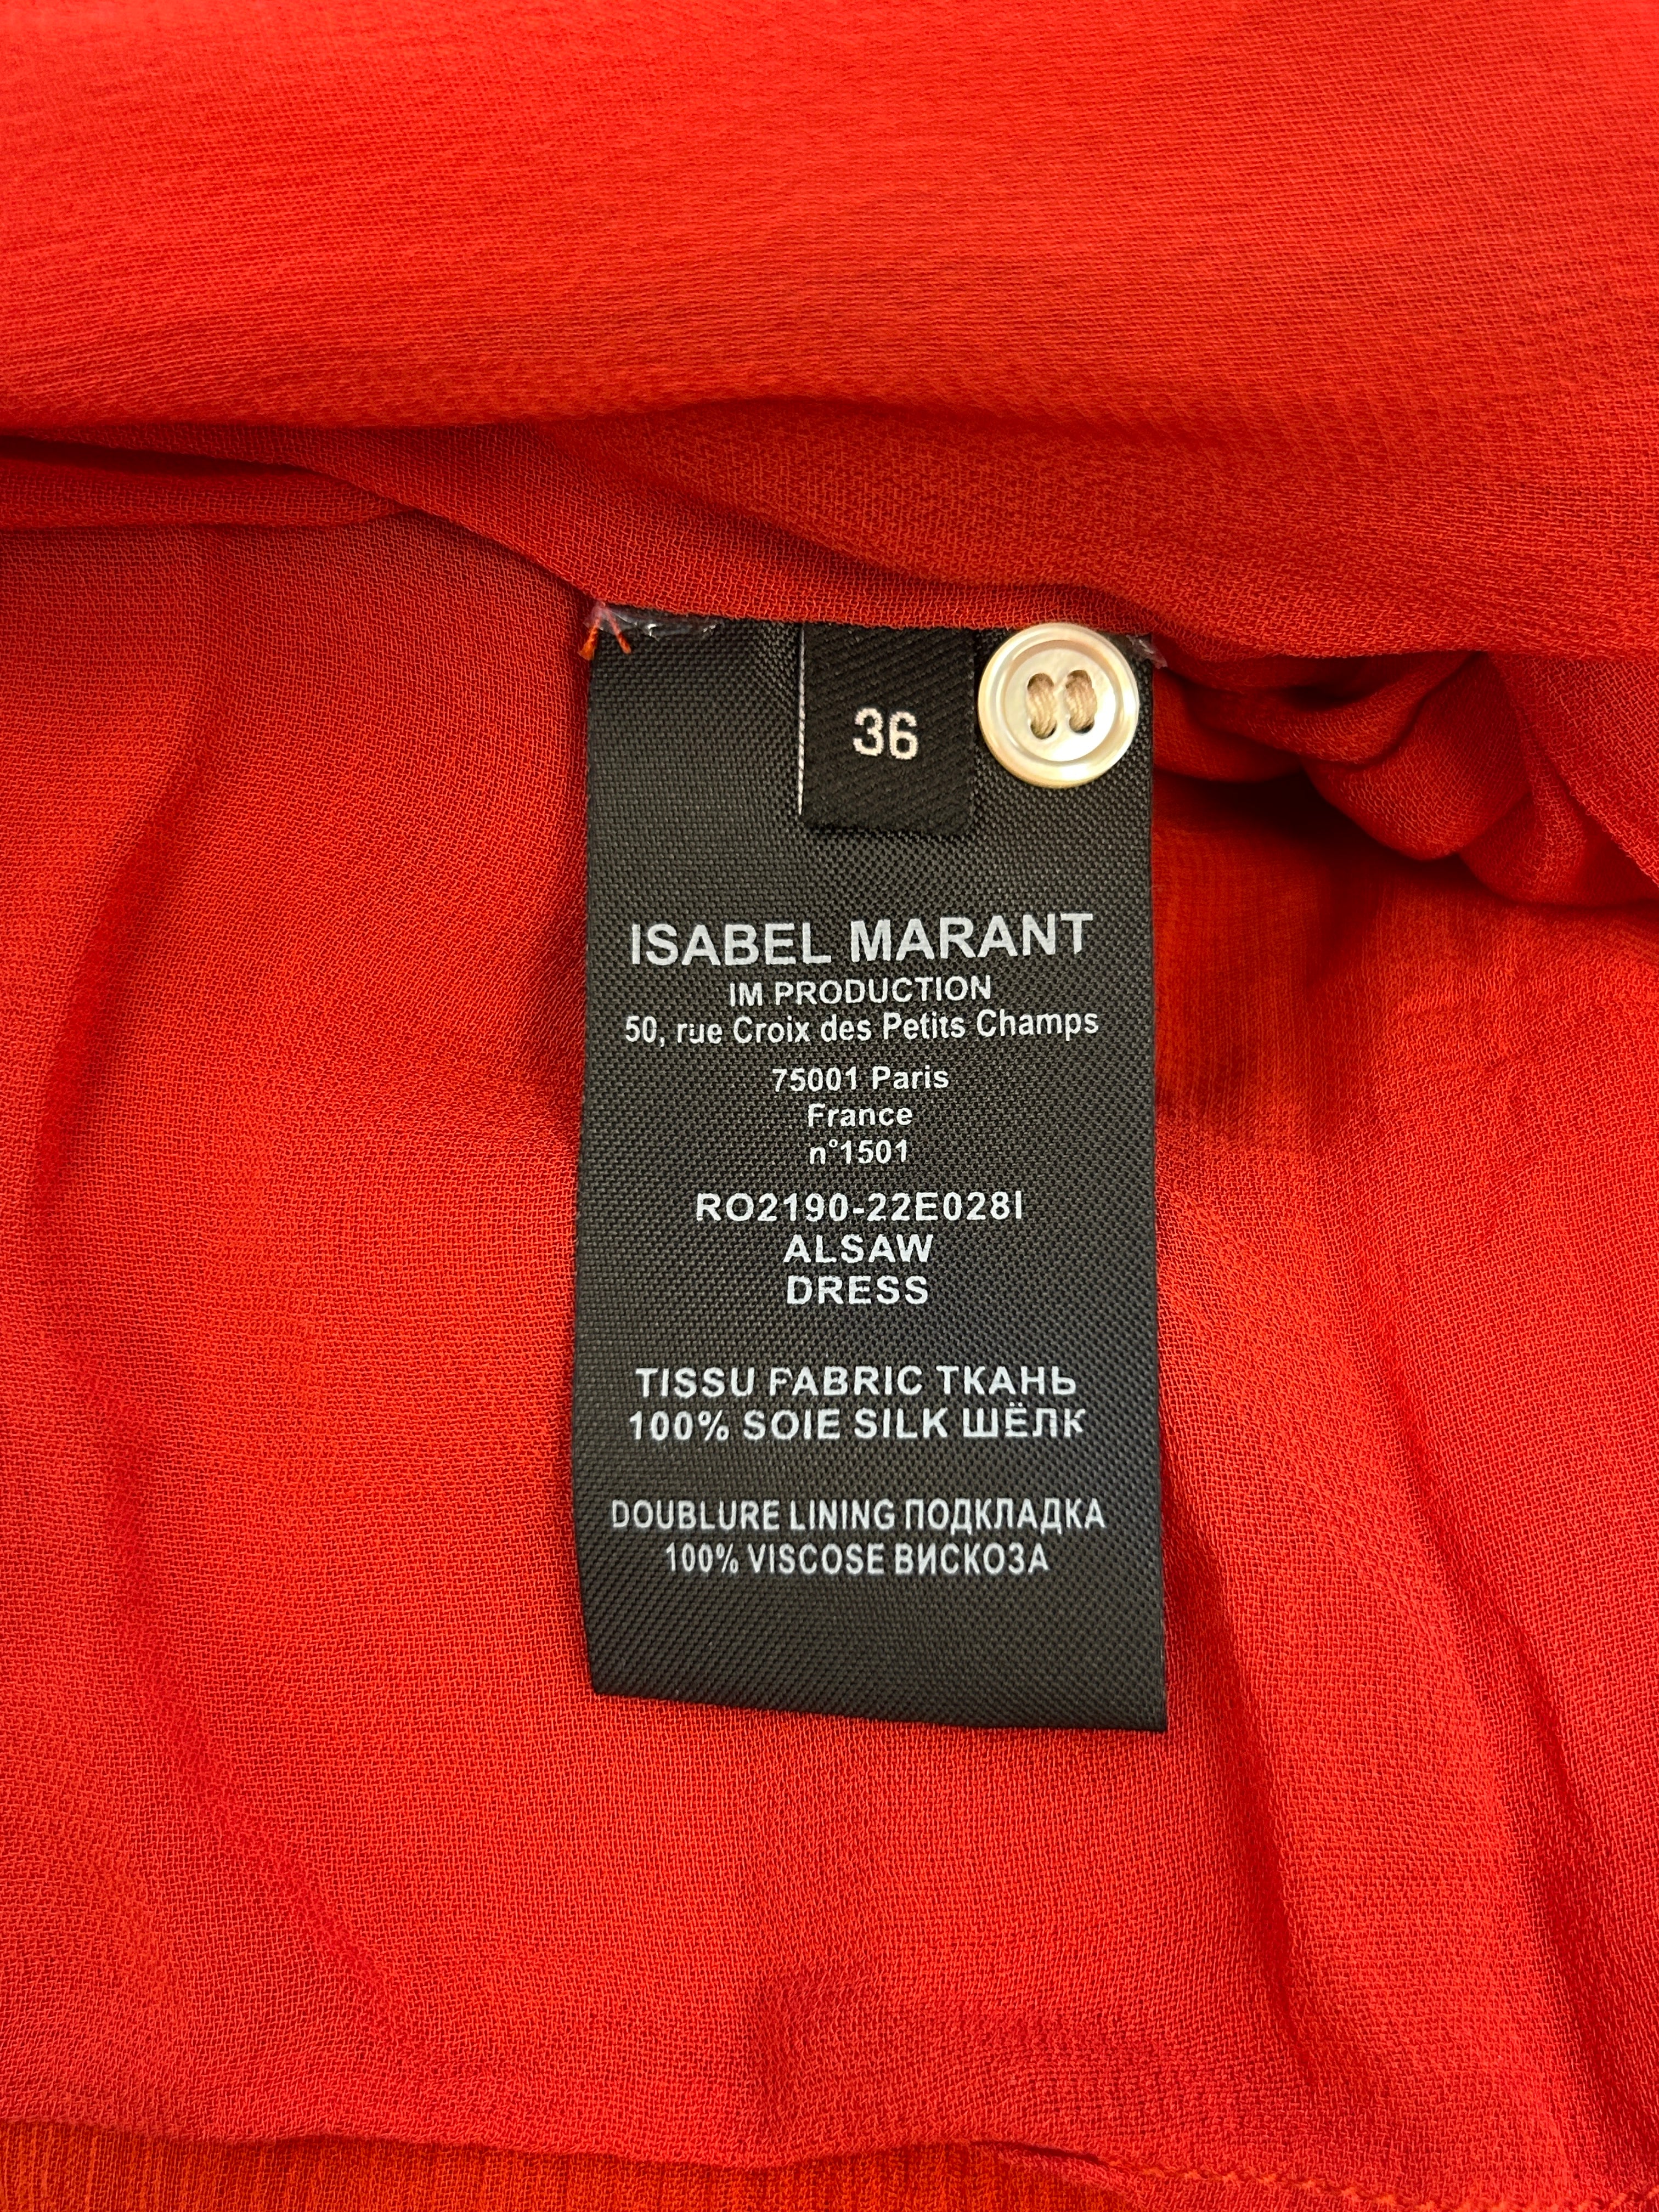 36
ISABEL MARANT
IM PRODUCTION
50, rue Croix des Petits Champs
75001 Paris
France
n°1501
RO2190-22E028I
ALSAW
DRESS
TISSU FABRIC ТКАНЬ
100% SOIE SILK ШЁЛК
DOUBLURE LINING ПОДКЛАДКА
100% VISCOSE ВИСКОЗА